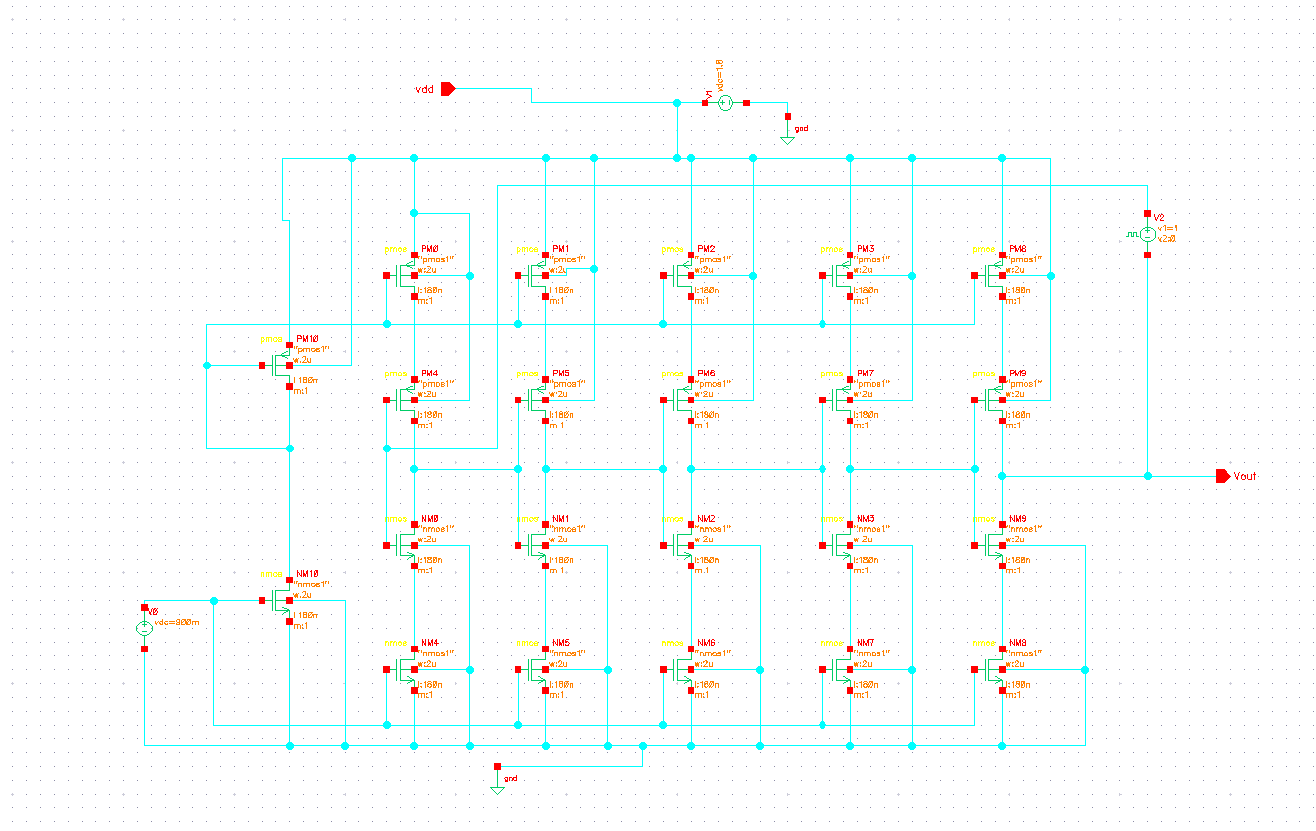 vdc=1.8
V1
vdd
gnd
V2
v1=1
v2:0
pmos PM0
"pmos1"
w:2u
l:180n
m:1
pmos PM1
"pmos1"
w:2u
l:180n
m:1
pmos PM2
"pmos1"
w:2u
l:180n
m:1
pmos PM3
"pmos1"
w:2u
l:180n
m:1
pmos PM8
"pmos1"
w:2u
l:180n
m:1
pmos PM10
"pmos1"
w:2u
l:180n
m:1
pmos PM4
"pmos1"
w:2u
l:180n
m:1
pmos PM5
"pmos1"
w:2u
l:180n
m:1
pmos PM6
"pmos1"
w:2u
l:180n
m:1
pmos PM7
"pmos1"
w:2u
l:180n
m:1
pmos PM9
"pmos1"
w:2u
l:180n
m:1
Vout
nmos NM0
"nmos1"
w:2u
l:180n
m:1
nmos NM1
"nmos1"
w:2u
l:180n
m:1
nmos NM2
"nmos1"
w:2u
l:180n
m:1
nmos NM3
"nmos1"
w:2u
l:180n
m:1
nmos NM9
"nmos1"
w:2u
l:180n
m:1
nmos NM10
"nmos1"
w:2u
l:180n
m:1
V0
nmos NM4
"nmos1"
w:2u
l:180n
m:1
nmos NM5
"nmos1"
w:2u
l:180n
m:1
nmos NM6
"nmos1"
w:2u
l:180n
m:1
nmos NM7
"nmos1"
w:2u
l:180n
m:1
nmos NM8
"nmos1"
w:2u
l:180n
m:1
gnd